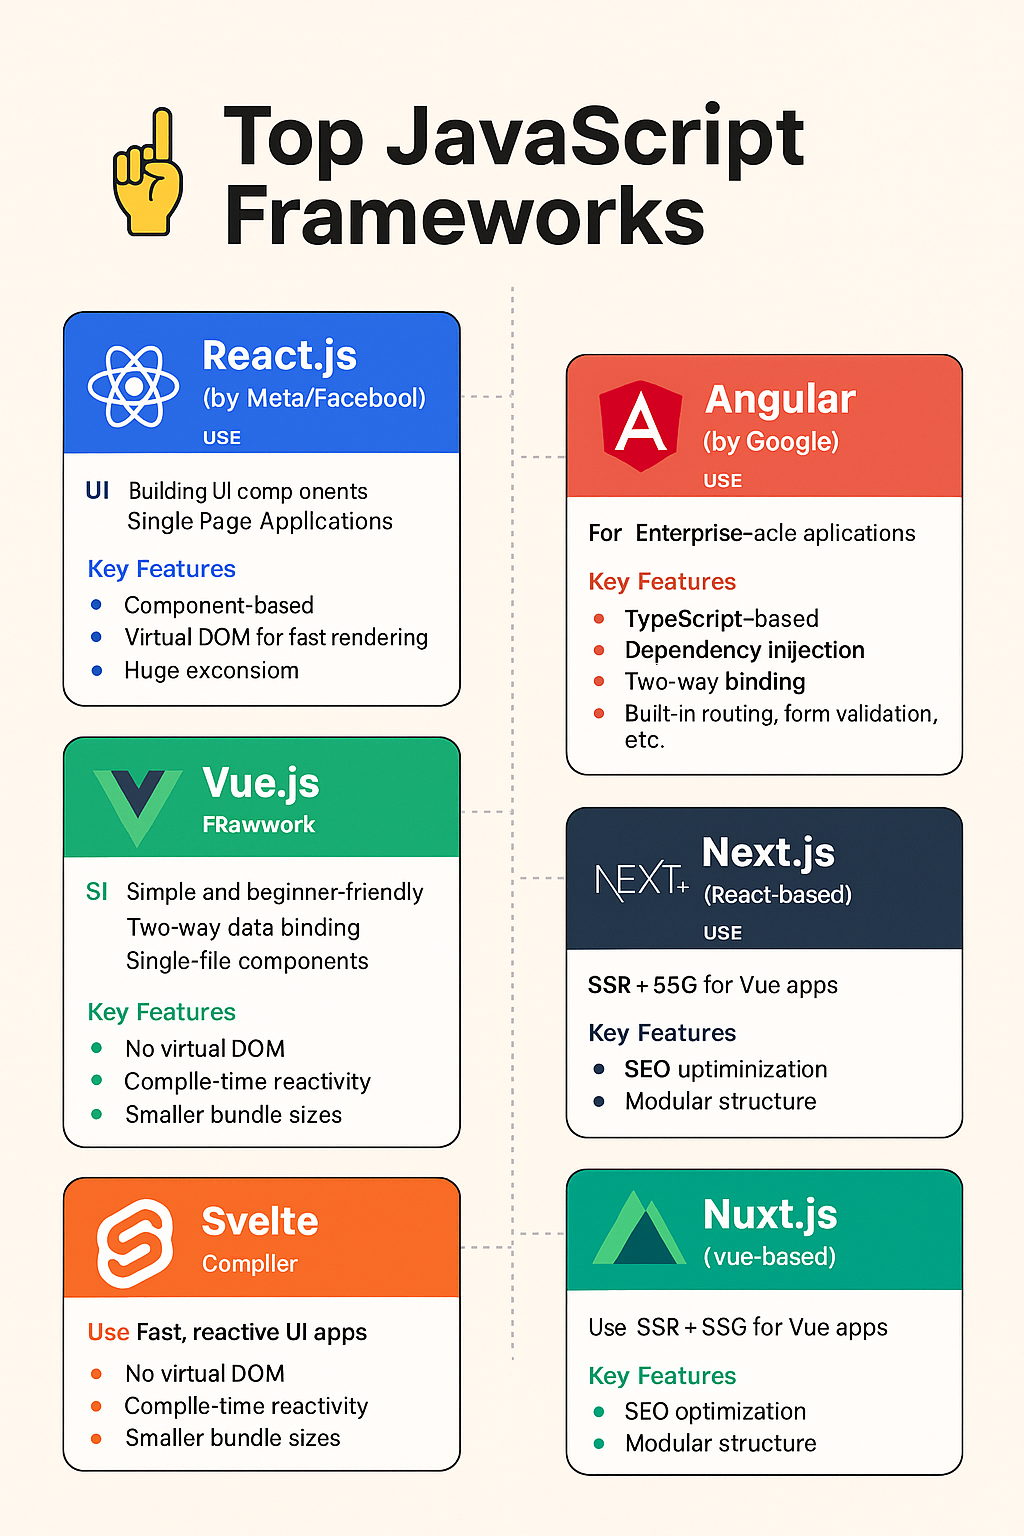 Top JavaScript
Frameworks
React.js
(by Meta/Facebool)
USE
UI Building UI comp onents
Single Page Appllcations
Key Features
• Component-based
• Virtual DOM for fast rendering
• Huge exconsiom
Angular
(by Google)
USE
For Enterprise-acle aplications
Key Features
• TypeScript-based
• Dependency inijection
• Two-way binding
• Built-in routing, form validation,
etc.
Vue.js
FRawwork
SI Simple and beginner-friendly
Two-way data binding
Single-file components
Key Features
• No virtual DOM
• Complle-time reactivity
• Smaller bundle sizes
NEXT+
Next.js
(React-based)
USE
SSR + 55G for Vue apps
Key Features
• SEO uptiminization
• Modular structure
Svelte
Compller
Use Fast, reactive UI apps
• No virtual DOM
• Complle-time reactivity
• Smaller bundle sizes
Nuxt.js
(vue-based)
Use SSR + SSG for Vue apps
Key Features
• SEO optimization
• Modular structure